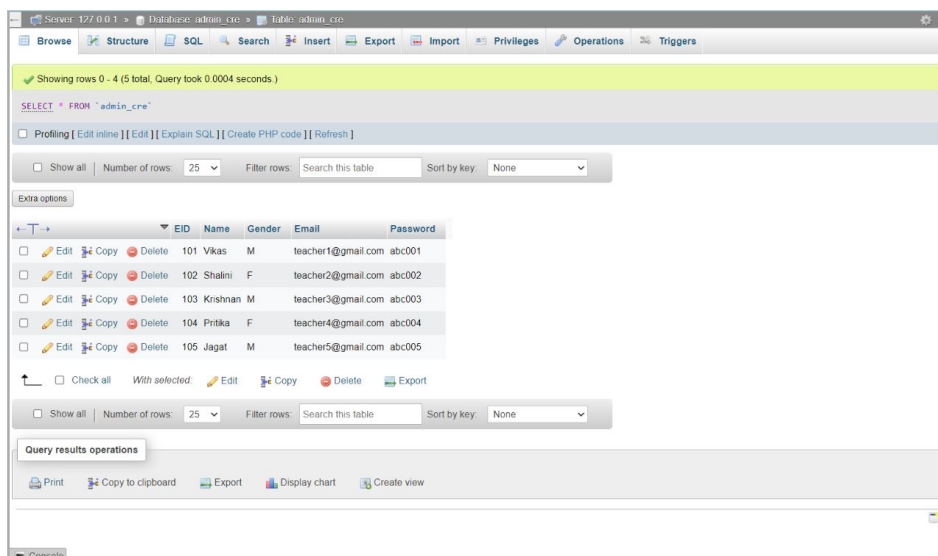 Server: 127.0.0.1 » Database: admin_cre » Table: admin_cre
Browse Structure SQL Search Insert Export Import Privileges Operations Triggers
Showing rows 0 - 4 (5 total, Query took 0.0004 seconds.)
SELECT * FROM `admin_cre`
Profiling [ Edit inline ] [ Edit ] [ Explain SQL ] [ Create PHP code ] [ Refresh ]
Show all | Number of rows: 25 Filter rows: Search this table Sort by key: None
Extra options
←T→ EID Name Gender Email Password
Edit Copy Delete 101 Vikas M teacher1@gmail.com abc001
Edit Copy Delete 102 Shalini F teacher2@gmail.com abc002
Edit Copy Delete 103 Krishnan M teacher3@gmail.com abc003
Edit Copy Delete 104 Pritika F teacher4@gmail.com abc004
Edit Copy Delete 105 Jagat M teacher5@gmail.com abc005
Check all With selected: Edit Copy Delete Export
Show all | Number of rows: 25 Filter rows: Search this table Sort by key: None
Query results operations
Print Copy to clipboard Export Display chart Create view
Console